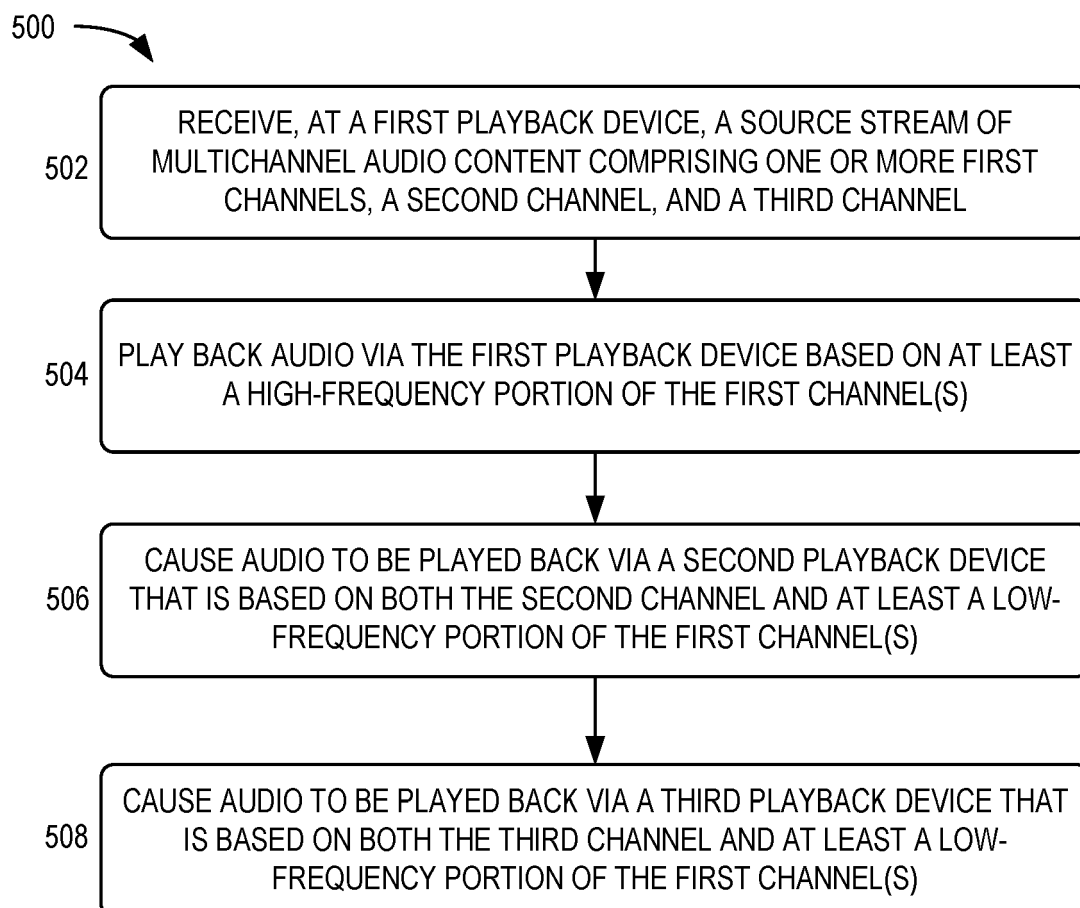 500
502
RECEIVE, AT A FIRST PLAYBACK DEVICE, A SOURCE STREAM OF
MULTICHANNEL AUDIO CONTENT COMPRISING ONE OR MORE FIRST
CHANNELS, A SECOND CHANNEL, AND A THIRD CHANNEL
504
PLAY BACK AUDIO VIA THE FIRST PLAYBACK DEVICE BASED ON AT LEAST
A HIGH-FREQUENCY PORTION OF THE FIRST CHANNEL(S)
506
CAUSE AUDIO TO BE PLAYED BACK VIA A SECOND PLAYBACK DEVICE
THAT IS BASED ON BOTH THE SECOND CHANNEL AND AT LEAST A LOW-
FREQUENCY PORTION OF THE FIRST CHANNEL(S)
508
CAUSE AUDIO TO BE PLAYED BACK VIA A THIRD PLAYBACK DEVICE THAT
IS BASED ON BOTH THE THIRD CHANNEL AND AT LEAST A LOW-
FREQUENCY PORTION OF THE FIRST CHANNEL(S)